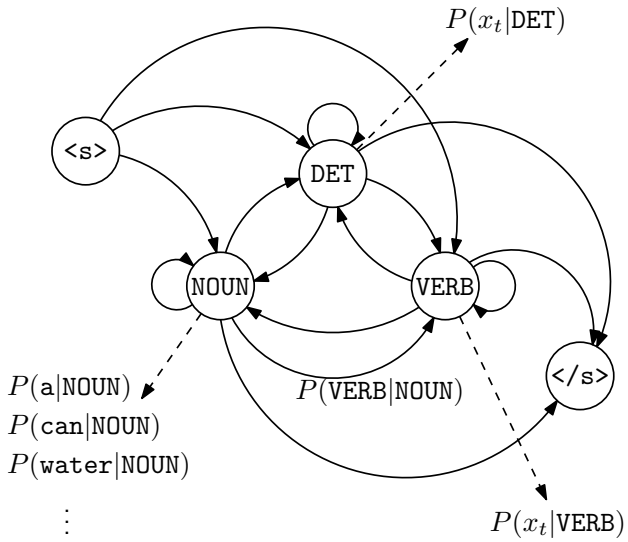 P(x_t|DET)
<s>
DET
NOUN
VERB
</s>
P(a|NOUN)
P(VERB|NOUN)
P(can|NOUN)
P(water|NOUN)
⋮
P(x_t|VERB)